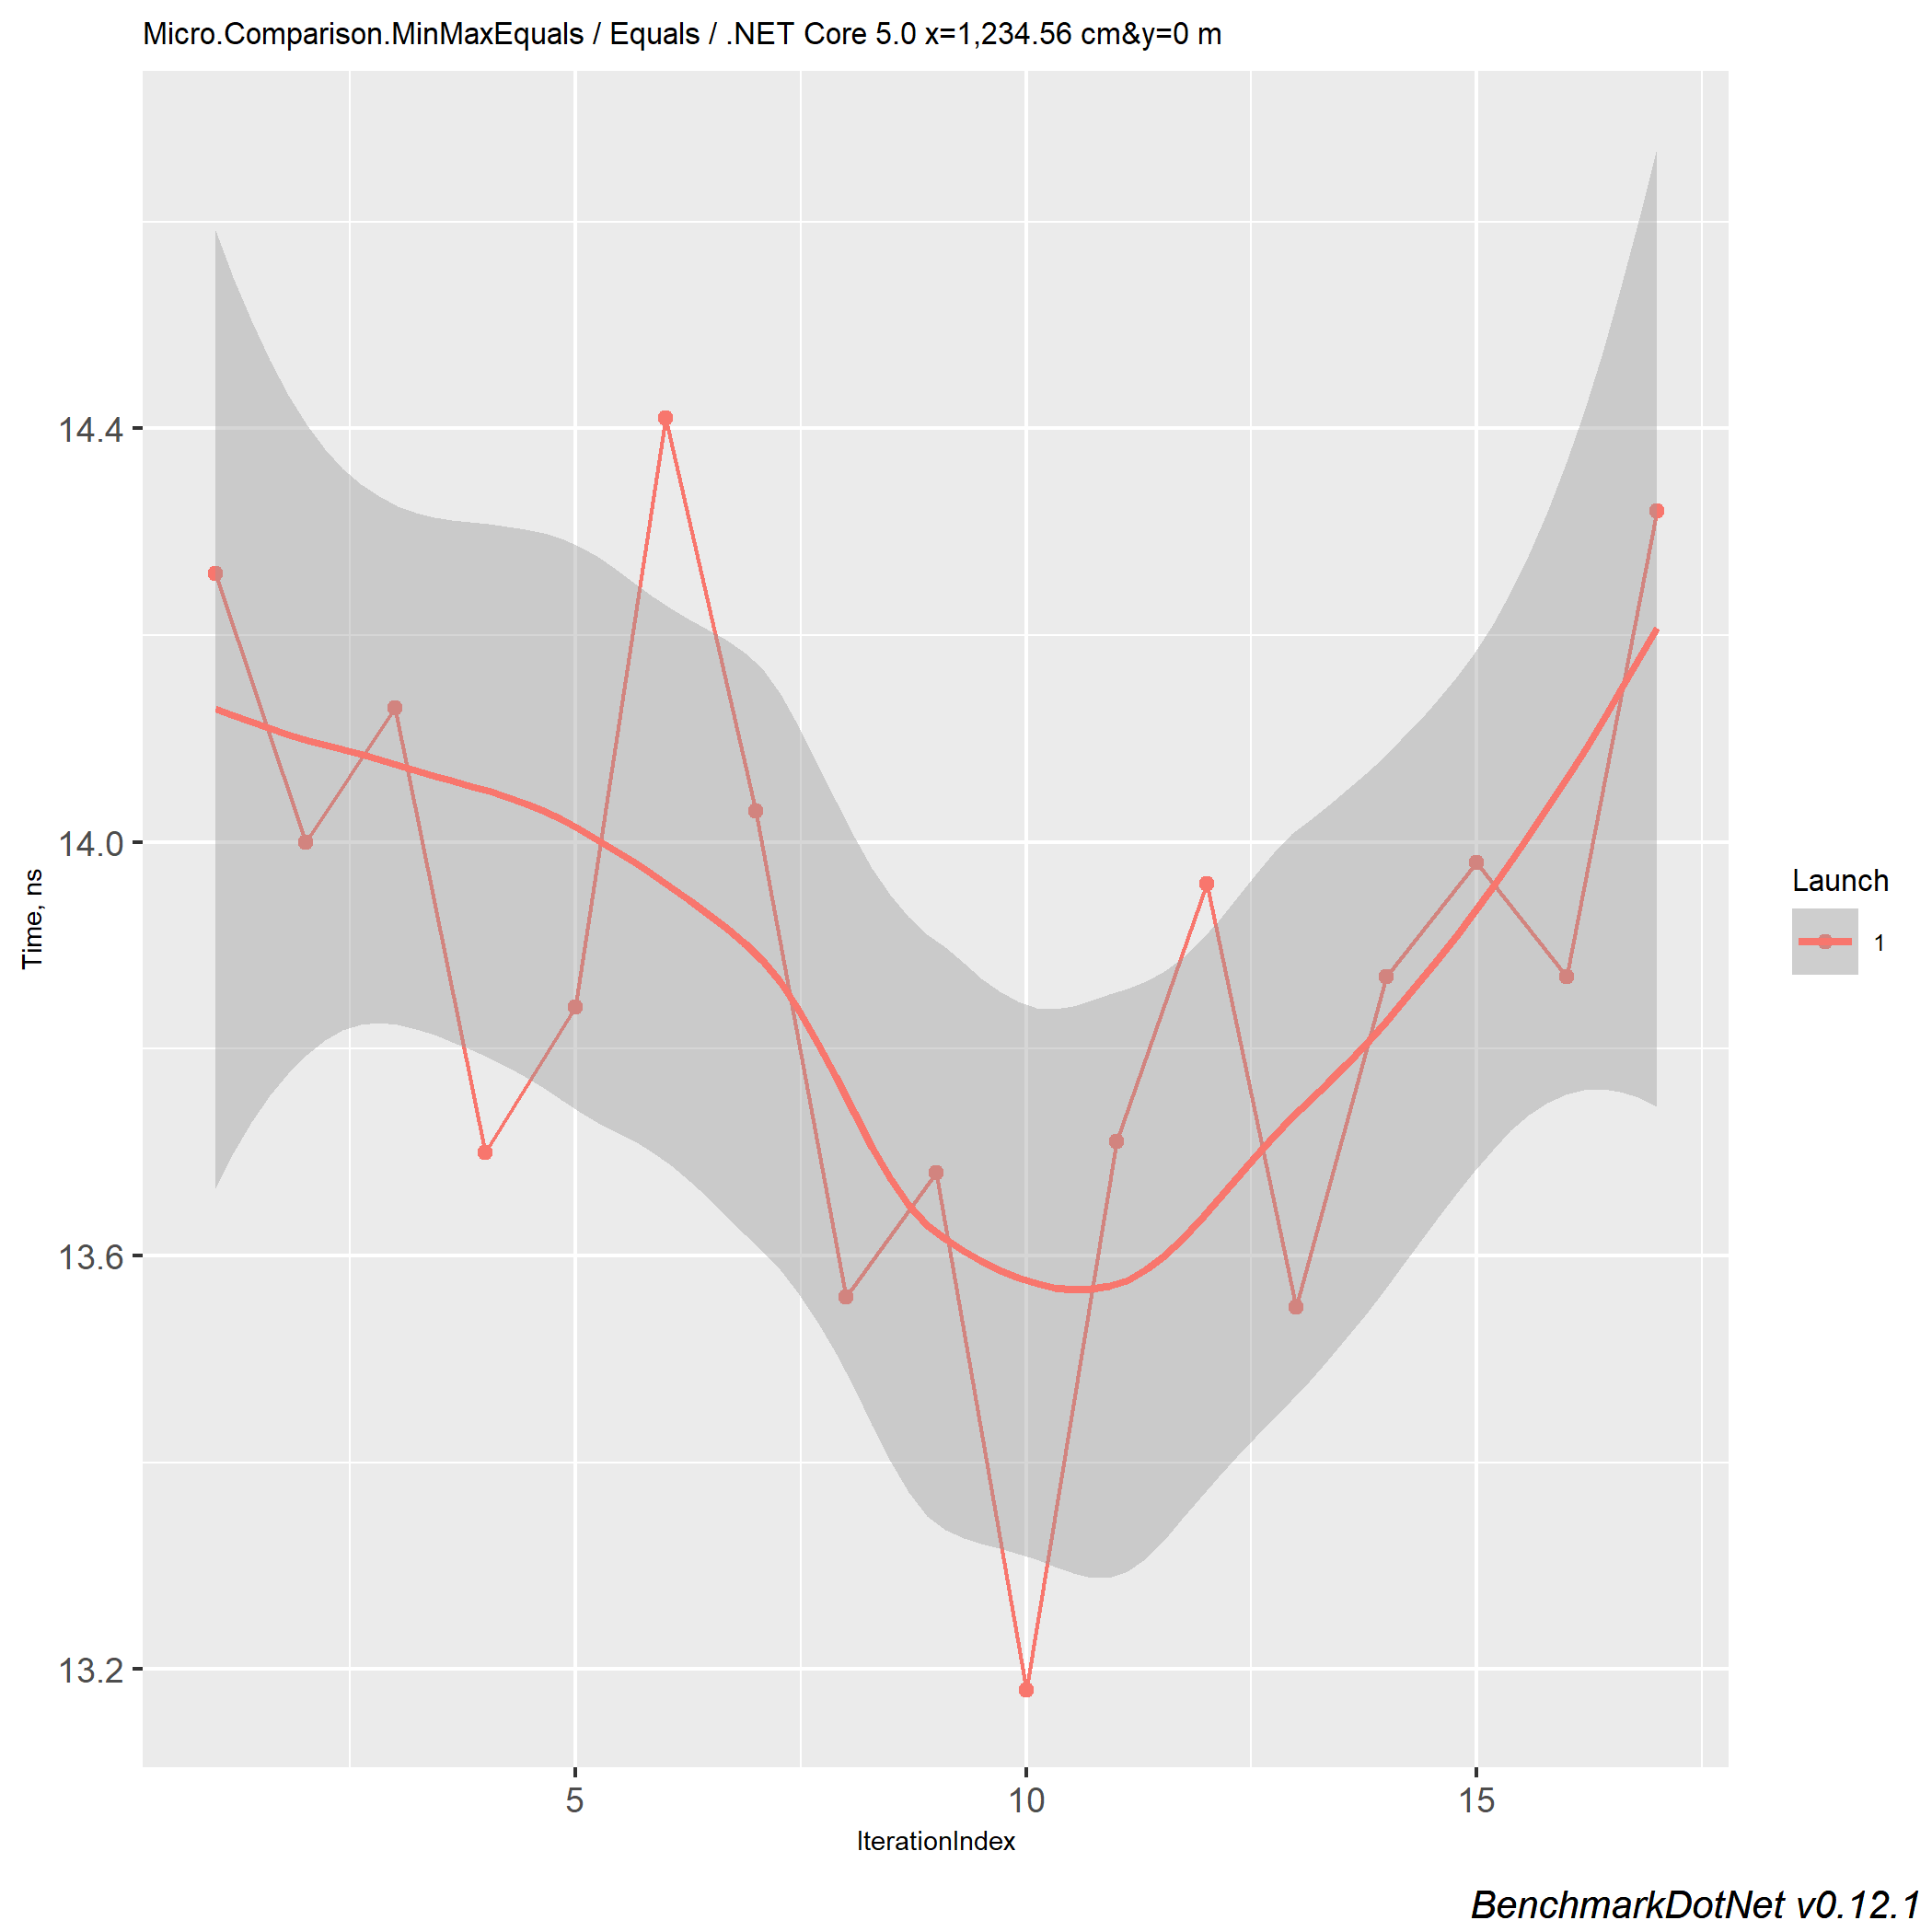 Micro.Comparison.MinMaxEquals / Equals / .NET Core 5.0 x=1,234.56 cm&y=0 m
14.4
14.0
13.6
13.2
Time, ns
5
10
15
IterationIndex
Launch
1
BenchmarkDotNet v0.12.1